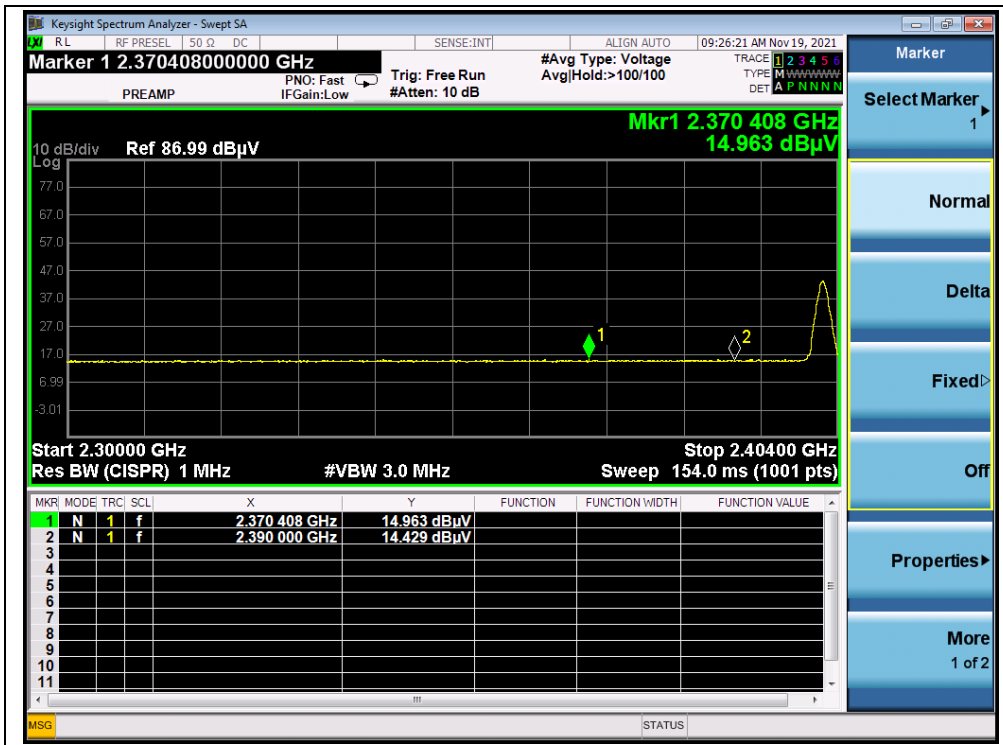 Keysight Spectrum Analyzer - Swept SA
LXI RL RF PRESEL 50 Ω DC SENSE:INT ALIGN AUTO 09:26:21 AM Nov 19, 2021
Marker 1 2.370408000000 GHz #Avg Type: Voltage TRACE 1 2 3 4 5 6
PNO: Fast Trig: Free Run Avg|Hold:>100/100 TYPE M WWWWW
PREAMP IFGain:Low #Atten: 10 dB DET A P N N N N
Mkr1 2.370 408 GHz
10 dB/div Ref 86.99 dBµV 14.963 dBµV
Log
77.0
67.0
57.0
47.0
37.0
27.0
17.0
6.99
-3.01
1
2
Start 2.30000 GHz Stop 2.40400 GHz
Res BW (CISPR) 1 MHz #VBW 3.0 MHz Sweep 154.0 ms (1001 pts)
MKR MODE TRC SCL X Y FUNCTION FUNCTION WIDTH FUNCTION VALUE
1 N 1 f 2.370 408 GHz 14.963 dBµV
2 N 1 f 2.390 000 GHz 14.429 dBµV
3
4
5
6
7
8
9
10
11
MSG STATUS
Marker
Select Marker
1
Normal
Delta
Fixed
Off
Properties
More
1 of 2